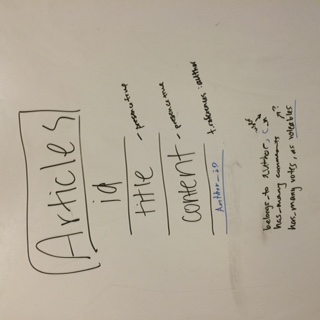 Articles
id
title - presence true
content - presence true
Author_id t.references :author
belongs_to author,
has_many comments
has_many votes, as voteables ?